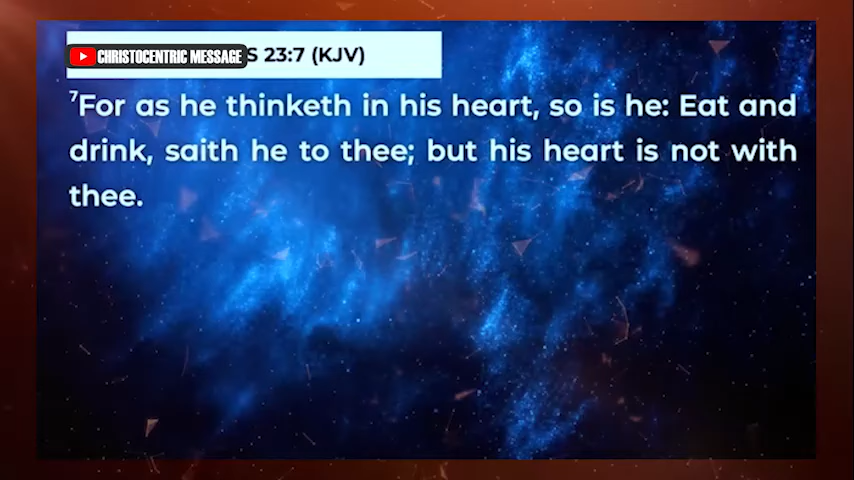 CHRISTOCENTRIC MESSAGE S 23:7 (KJV)
7For as he thinketh in his heart, so is he: Eat and
drink, saith he to thee; but his heart is not with
thee.